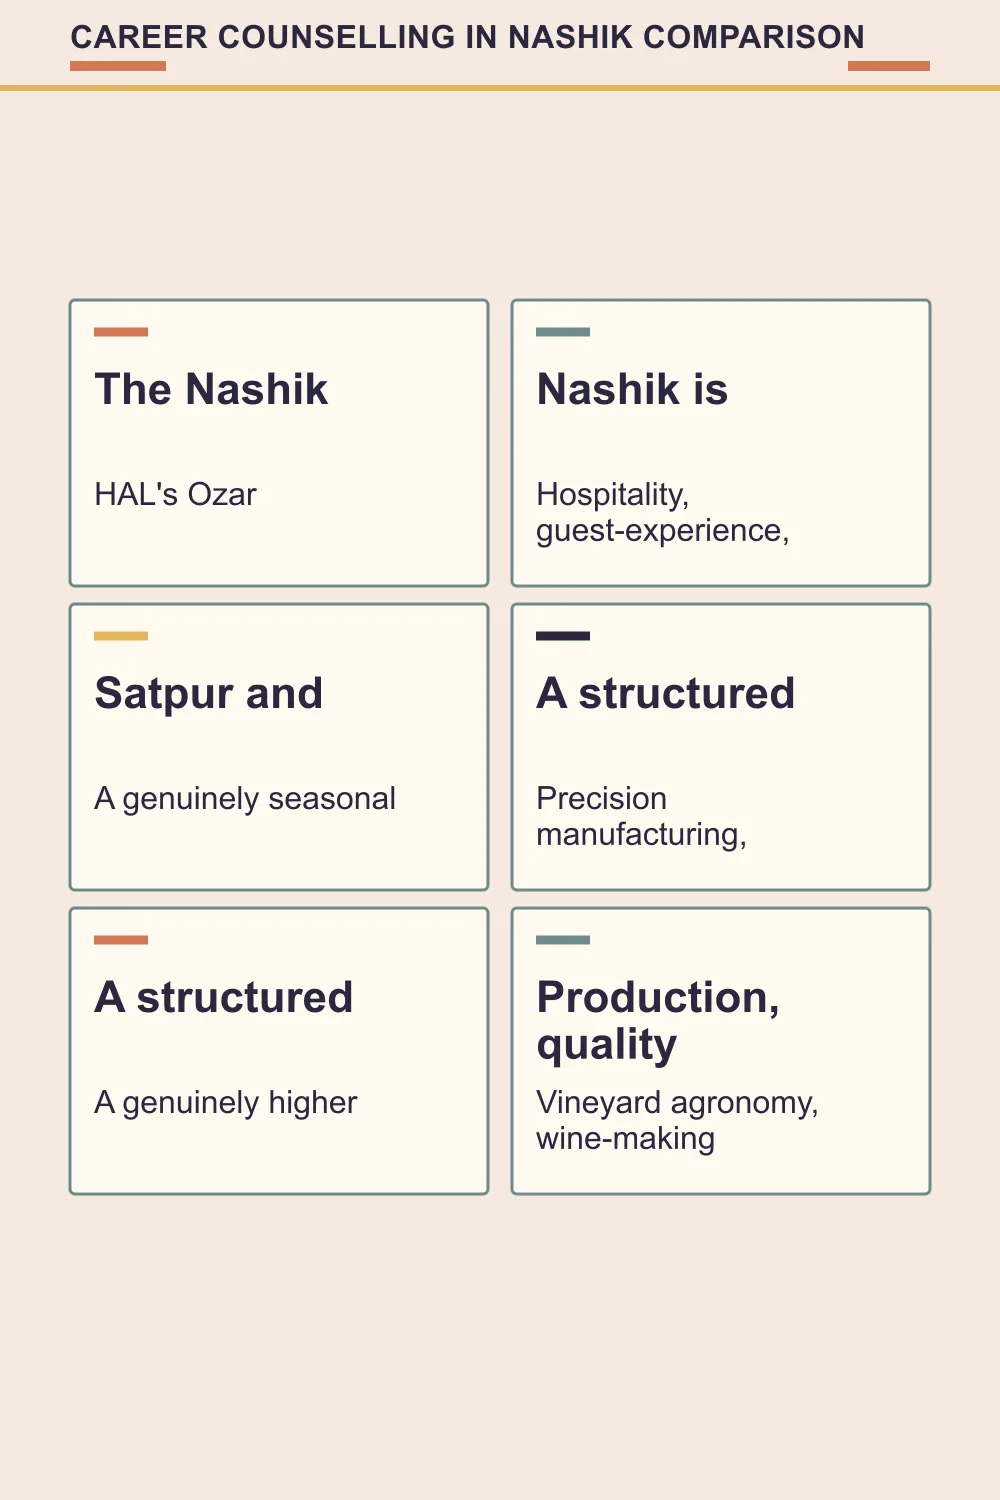 CAREER COUNSELLING IN NASHIK COMPARISON
The Nashik
HAL's Ozar
Nashik is
Hospitality,
guest-experience,
Satpur and
A genuinely seasonal
A structured
Precision
manufacturing,
A structured
A genuinely higher
Production,
quality
Vineyard agronomy,
wine-making